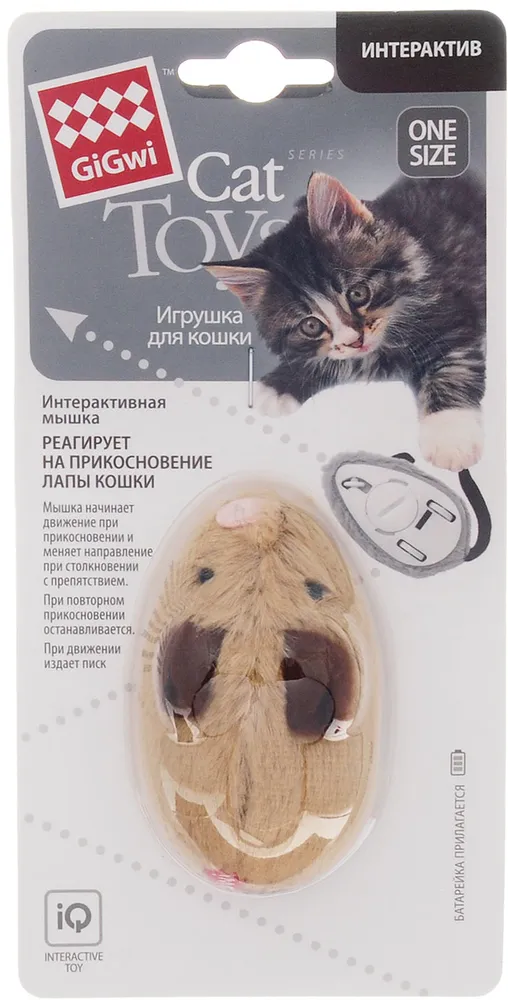 ИНТЕРАКТИВ
GiGwi
™
ONE
SIZE
SERIES
Cat
Toys
Игрушка
для кошки
Интерактивная
мышка
РЕАГИРУЕТ
НА ПРИКОСНОВЕНИЕ
ЛАПЫ КОШКИ
Мышка начинает
движение при
прикосновении и
меняет направление
при столкновении
с препятствием.
При повторном
прикосновении
останавливается.
При движении
издает писк
БАТАРЕЙКА ПРИЛАГАЕТСЯ
iQ
INTERACTIVE
TOY